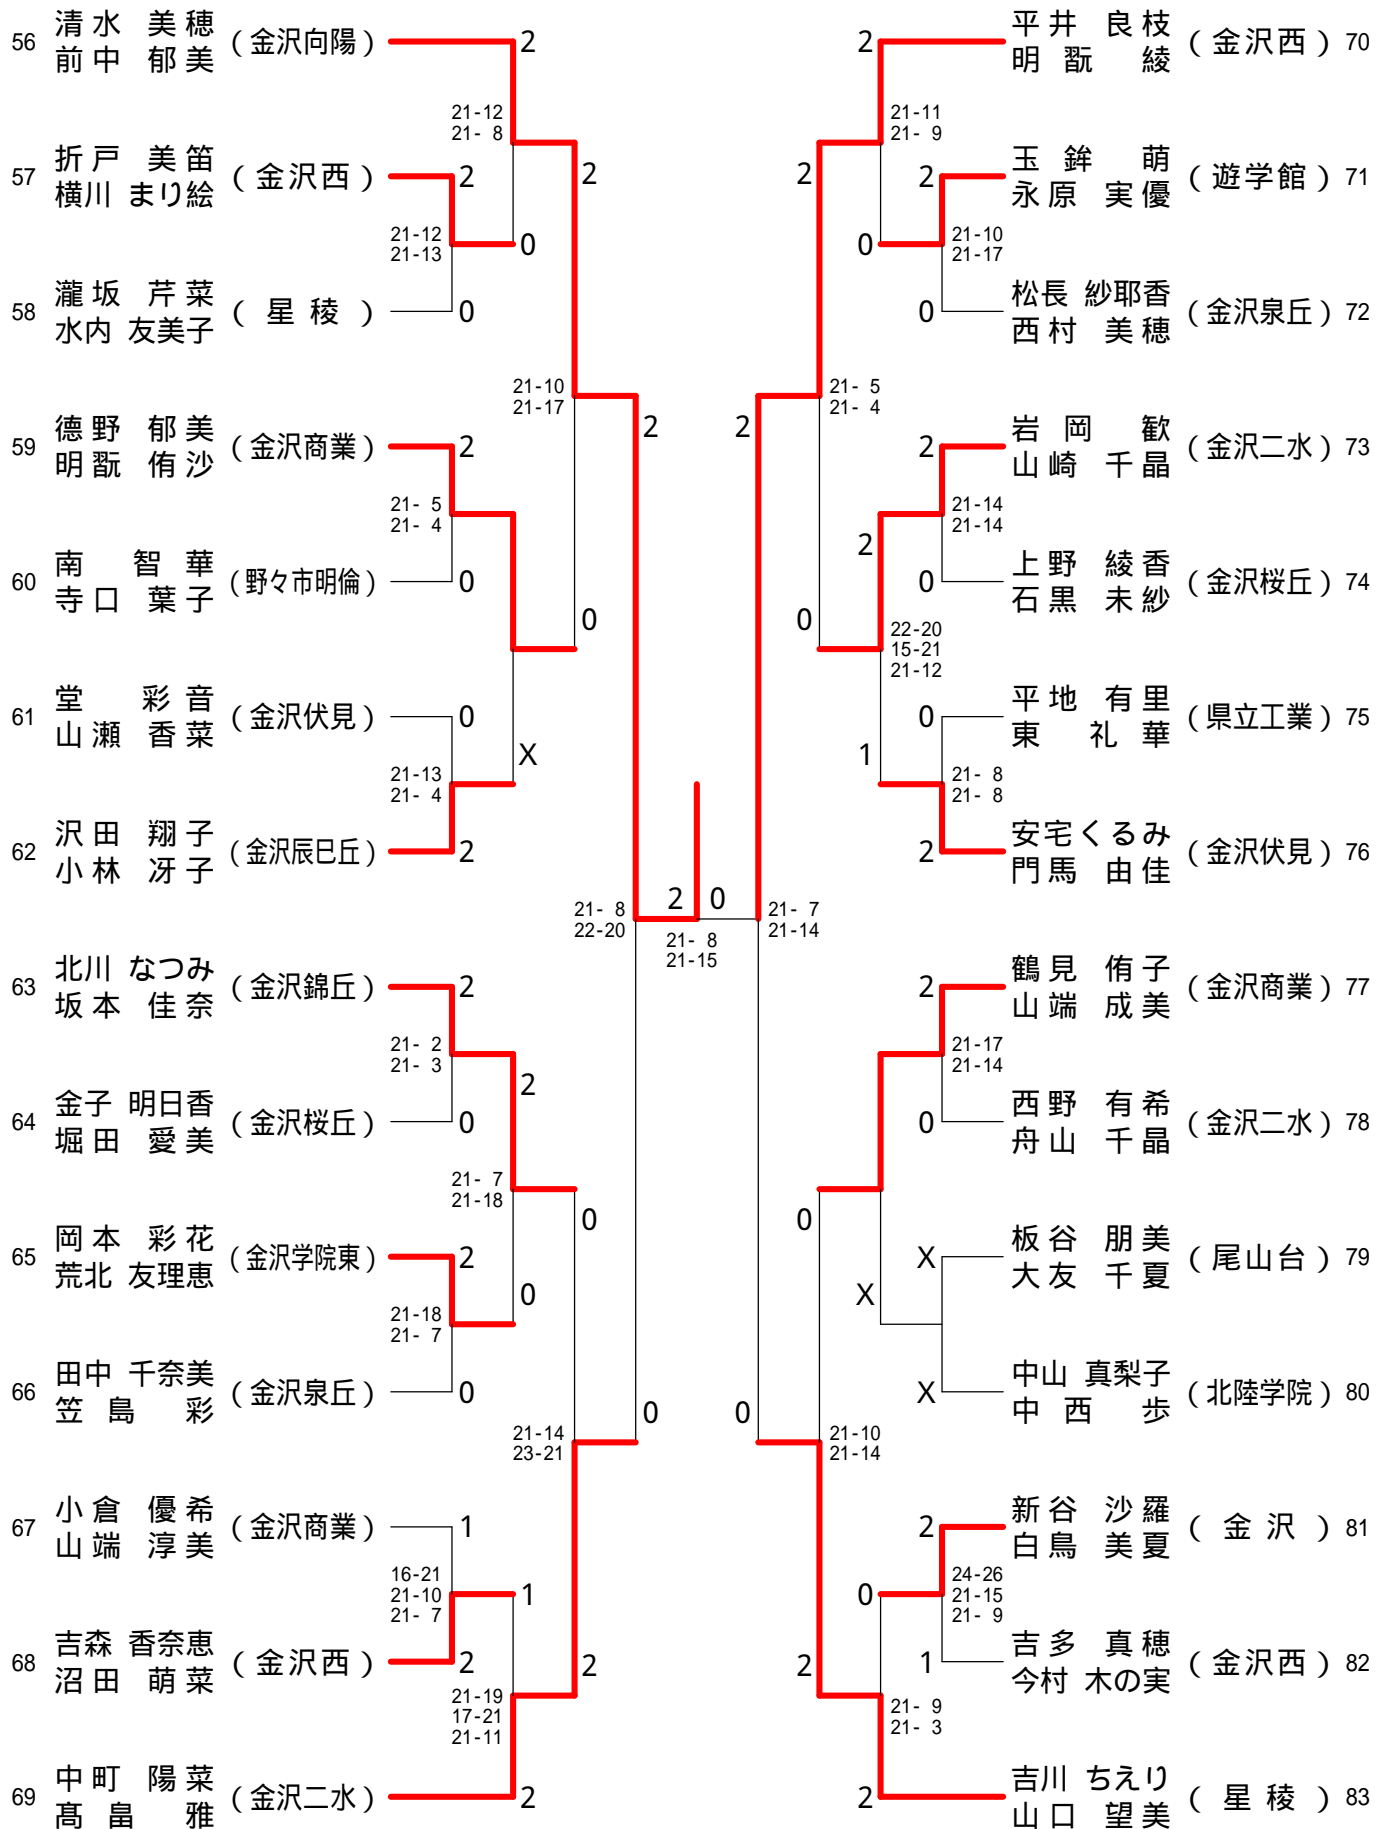 56 清水 美穂 (金沢向陽) 2
前中 郁美
21-12
21- 8
57 折戸 美笛 (金沢西) 2 2
横川 まり絵
21-12
21-13 0
58 瀧坂 芹菜 (星稜) 0
水内 友美子
21-10
21-17
2
59 德野 郁美 (金沢商業) 2
明翫 侑沙
21- 5
21- 4
60 南 智華 (野々市明倫) 0
寺口 葉子
0
61 堂 彩音 (金沢伏見) 0
山瀬 香菜
X
21-13
21- 4
62 沢田 翔子 (金沢辰巳丘) 2
小林 冴子
21- 8
22-20
63 北川 なつみ (金沢錦丘) 2
坂本 佳奈
21- 2
21- 3
2
64 金子 明日香 (金沢桜丘) 0
堀田 愛美
21- 7
21-18
0
65 岡本 彩花 (金沢学院東) 2
荒北 友理恵
0
21-18
21- 7
66 田中 千奈美 (金沢泉丘) 0
笠島 彩
0
21-14
23-21
67 小倉 優希 (金沢商業) 1
山端 淳美
16-21
21-10
21- 7
1
68 吉森 香奈恵 (金沢西) 2 2
沼田 萌菜
21-19
17-21
21-11
69 中町 陽菜 (金沢二水) 2
髙畠 雅
2 0
21- 8
21-15
2 平井 良枝 (金沢西) 70
明翫 綾
21-11
21- 9
2 2 玉鉾 萌 (遊学館) 71
永原 実優
0 21-10
21-17
0 松長 紗耶香 (金沢泉丘) 72
西村 美穂
21- 5
21- 4
2
2 岩岡 歓 (金沢二水) 73
山崎 千晶
21-14
21-14
2
0 上野 綾香 (金沢桜丘) 74
石黒 未紗
0
22-20
15-21
21-12
0 平地 有里 (県立工業) 75
東 礼華
1
21- 8
21- 8
2 安宅くるみ (金沢伏見) 76
門馬 由佳
21- 7
21-14
2 鶴見 侑子 (金沢商業) 77
山端 成美
21-17
21-14
0 西野 有希 (金沢二水) 78
舟山 千晶
0
X 板谷 朋美 (尾山台) 79
大友 千夏
X
X 中山 真梨子 (北陸学院) 80
中西 歩
0
21-10
21-14
2 新谷 沙羅 (金沢) 81
白鳥 美夏
0
24-26
21-15
21- 9
2 1 吉多 真穂 (金沢西) 82
今村 木の実
21- 9
21- 3
2 吉川 ちえり (星稜) 83
山口 望美